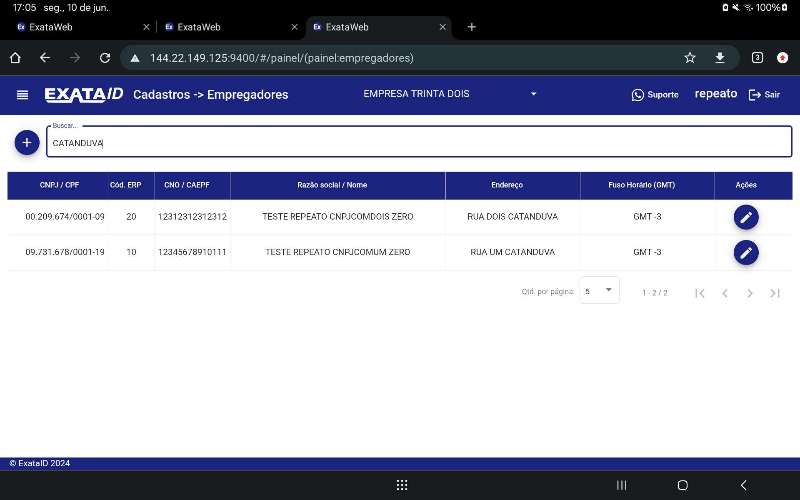 17:05 seg., 10 de jun.
100%
Ex ExataWeb
Ex ExataWeb
Ex ExataWeb
144.22.149.125:9400/#/painel/(painel:empregadores)
3
EXATAID Cadastros -> Empregadores EMPRESA TRINTA DOIS Suporte repeato Sair
Buscar...
CATANDUVA
CNPJ / CPF Cód. ERP CNO / CAEPF Razão social / Nome Endereço Fuso Horário (GMT) Ações
00.209.674/0001-09 20 12312312312312 TESTE REPEATO CNPJCOMDOIS ZERO RUA DOIS CATANDUVA GMT -3
09.731.678/0001-19 10 12345678910111 TESTE REPEATO CNPJCOMUM ZERO RUA UM CATANDUVA GMT -3
Qtd. por página: 5 1 - 2 / 2
© ExataID 2024